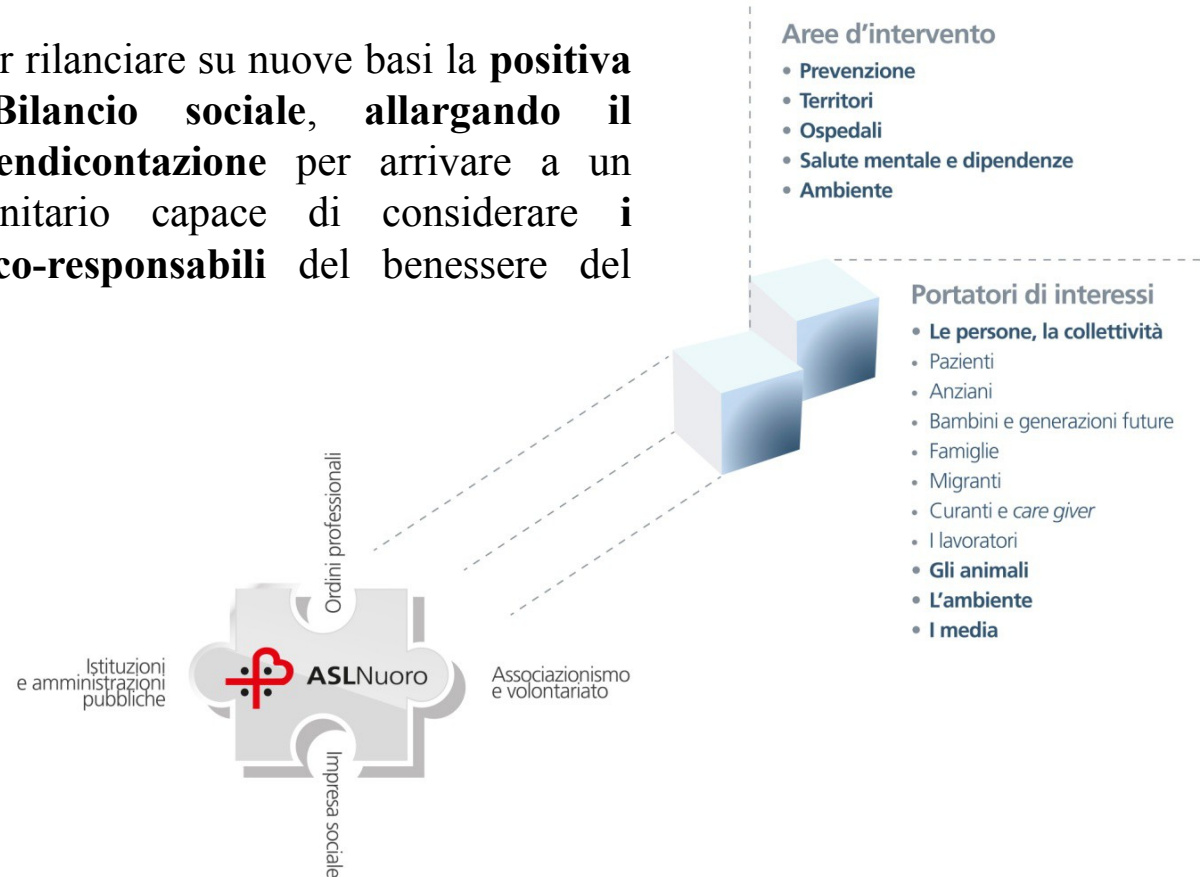 r rilanciare su nuove basi la positiva
Bilancio sociale, allargando il
endicontazione per arrivare a un
nitario capace di considerare i
co-responsabili del benessere del
Aree d'intervento
• Prevenzione
• Territori
• Ospedali
• Salute mentale e dipendenze
• Ambiente
Portatori di interessi
• Le persone, la collettività
• Pazienti
• Anziani
• Bambini e generazioni future
• Famiglie
• Migranti
• Curanti e care giver
• I lavoratori
• Gli animali
• L'ambiente
• I media
Ordini professionali
Istituzioni
e amministrazioni
pubbliche
ASLNuoro
Associazionismo
e volontariato
Impresa sociale